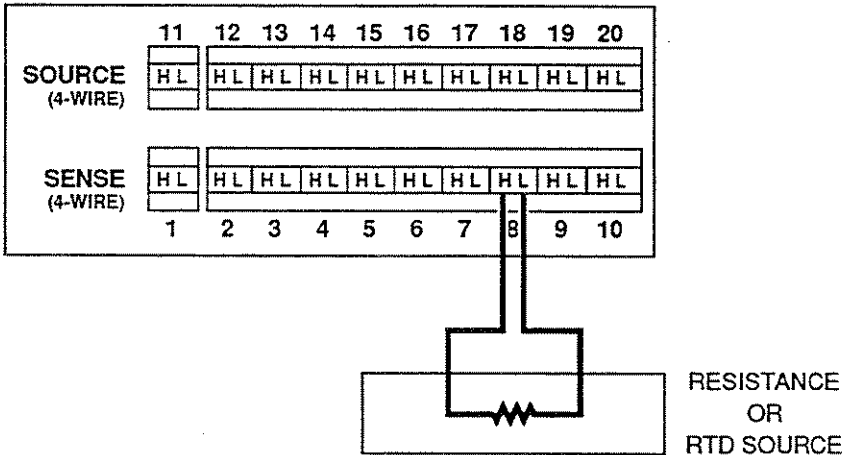 11 12 13 14 15 16 17 18 19 20
SOURCE H L H L H L H L H L H L H L H L H L H L
(4-WIRE)
SENSE H L H L H L H L H L H L H L H L H L H L
(4-WIRE)
1 2 3 4 5 6 7 8 9 10
RESISTANCE
OR
RTD SOURCE